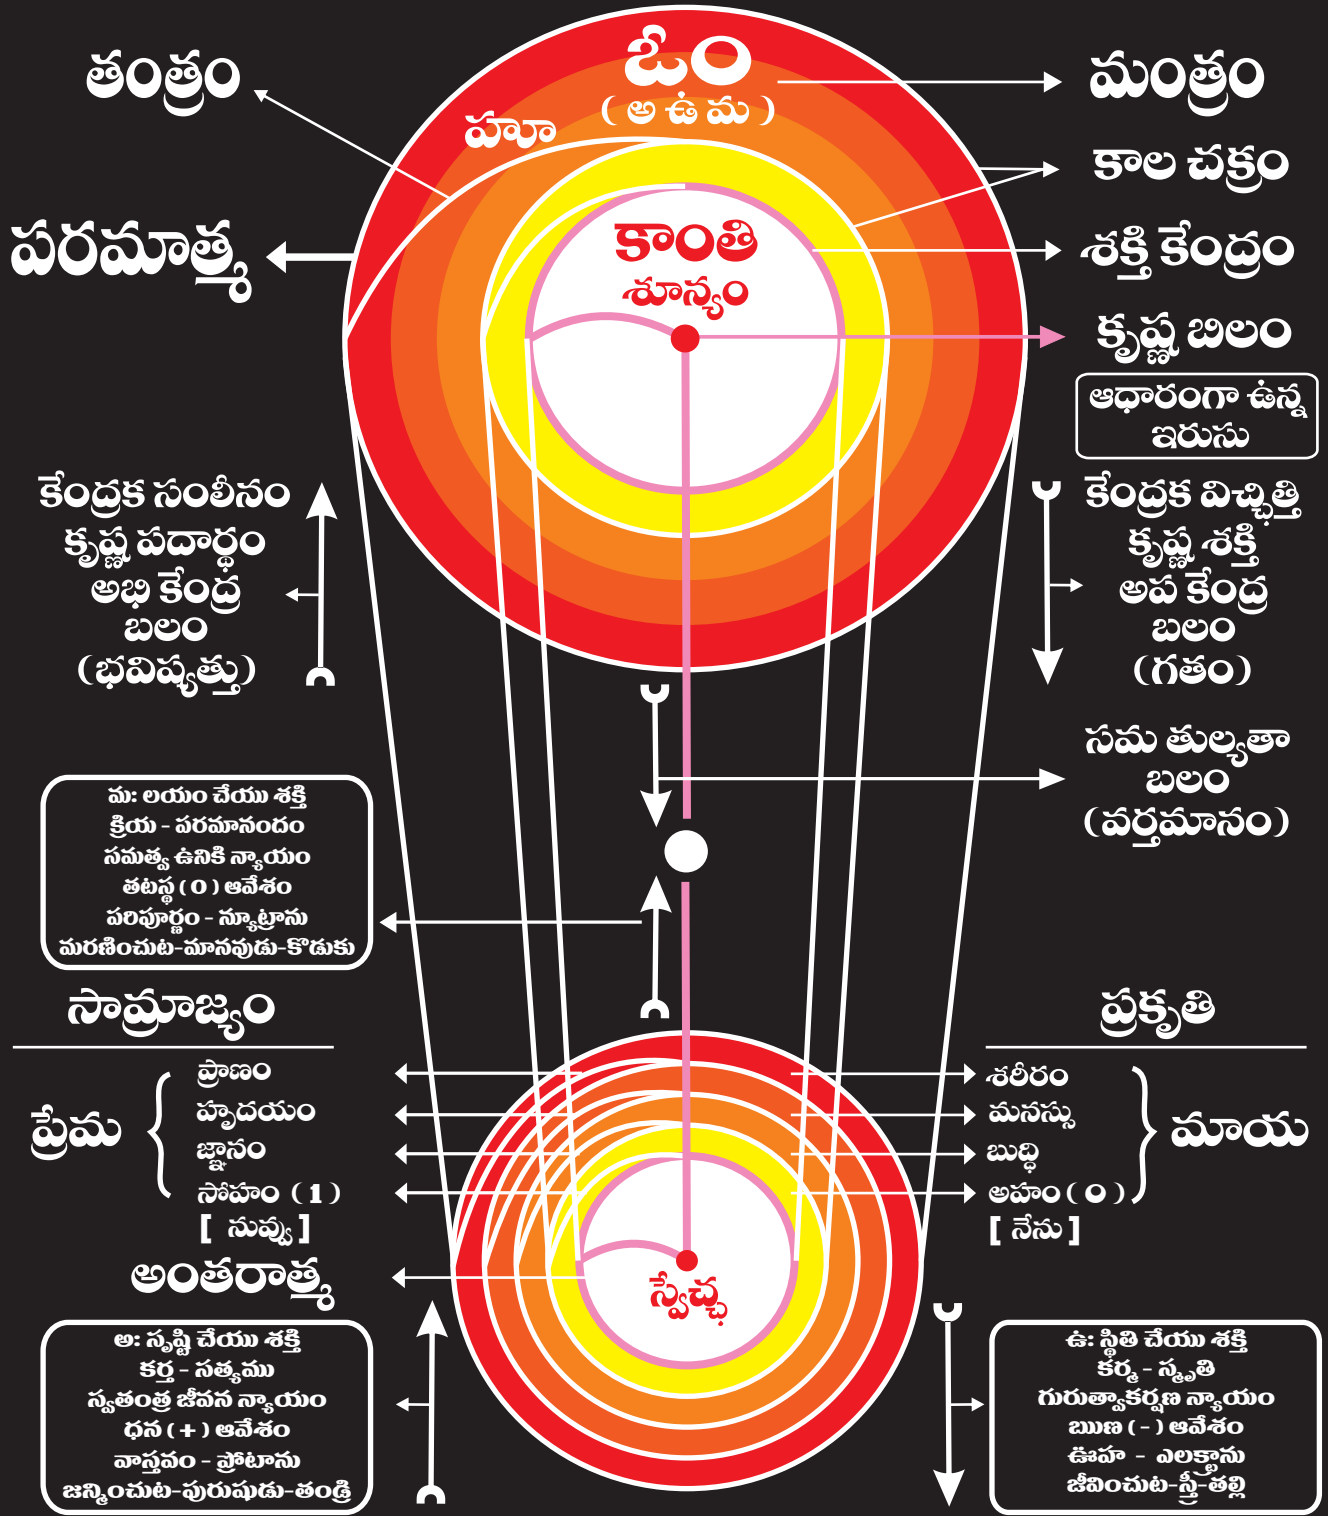 ఓం
తంత్రం
మంత్రం
( అ ఉ మ )
హూ
కాల చక్రం
పరమాత్మ
కాంతి
శక్తి కేంద్రం
శూన్యం
కృష్ణ బిలం
ఆధారంగా ఉన్న
ఇరుసు
కేంద్రక సంలీనం
కృష్ణ పదార్థం
అభి కేంద్ర
బలం
(భవిష్యత్తు)
కేంద్రక విచ్ఛిత్తి
కృష్ణ శక్తి
అప కేంద్ర
బలం
(గతం)
సమ తుల్యతా
బలం
(వర్తమానం)
మ: లయం చేయు శక్తి
క్రియ - పరమానందం
సమత్వ ఉనికి న్యాయం
తటస్థ ( 0 ) ఆవేశం
పరిపూర్ణం - న్యూట్రాను
మరణించుట-మానవుడు-కొడుకు
సామ్రాజ్యం
ప్రేమ
ప్రాణం
హృదయం
జ్ఞానం
సోహం ( 1 )
[ నువ్వు ]
ప్రకృతి
శరీరం
మనస్సు
బుద్ధి
అహం ( 0 )
[ నేను ]
మాయ
అంతరాత్మ
స్వేచ్ఛ
అ: సృష్టి చేయు శక్తి
కర్త - సత్యము
స్వతంత్ర జీవన న్యాయం
ధన ( + ) ఆవేశం
వాస్తవం - ప్రోటాను
జన్మించుట-పురుషుడు-తండ్రి
ఉ: స్థితి చేయు శక్తి
కర్మ - స్మృతి
గురుత్వాకర్షణ న్యాయం
ఋణ ( - ) ఆవేశం
ఊహ - ఎలక్ట్రాను
జీవించుట-స్త్రీ-తల్లి